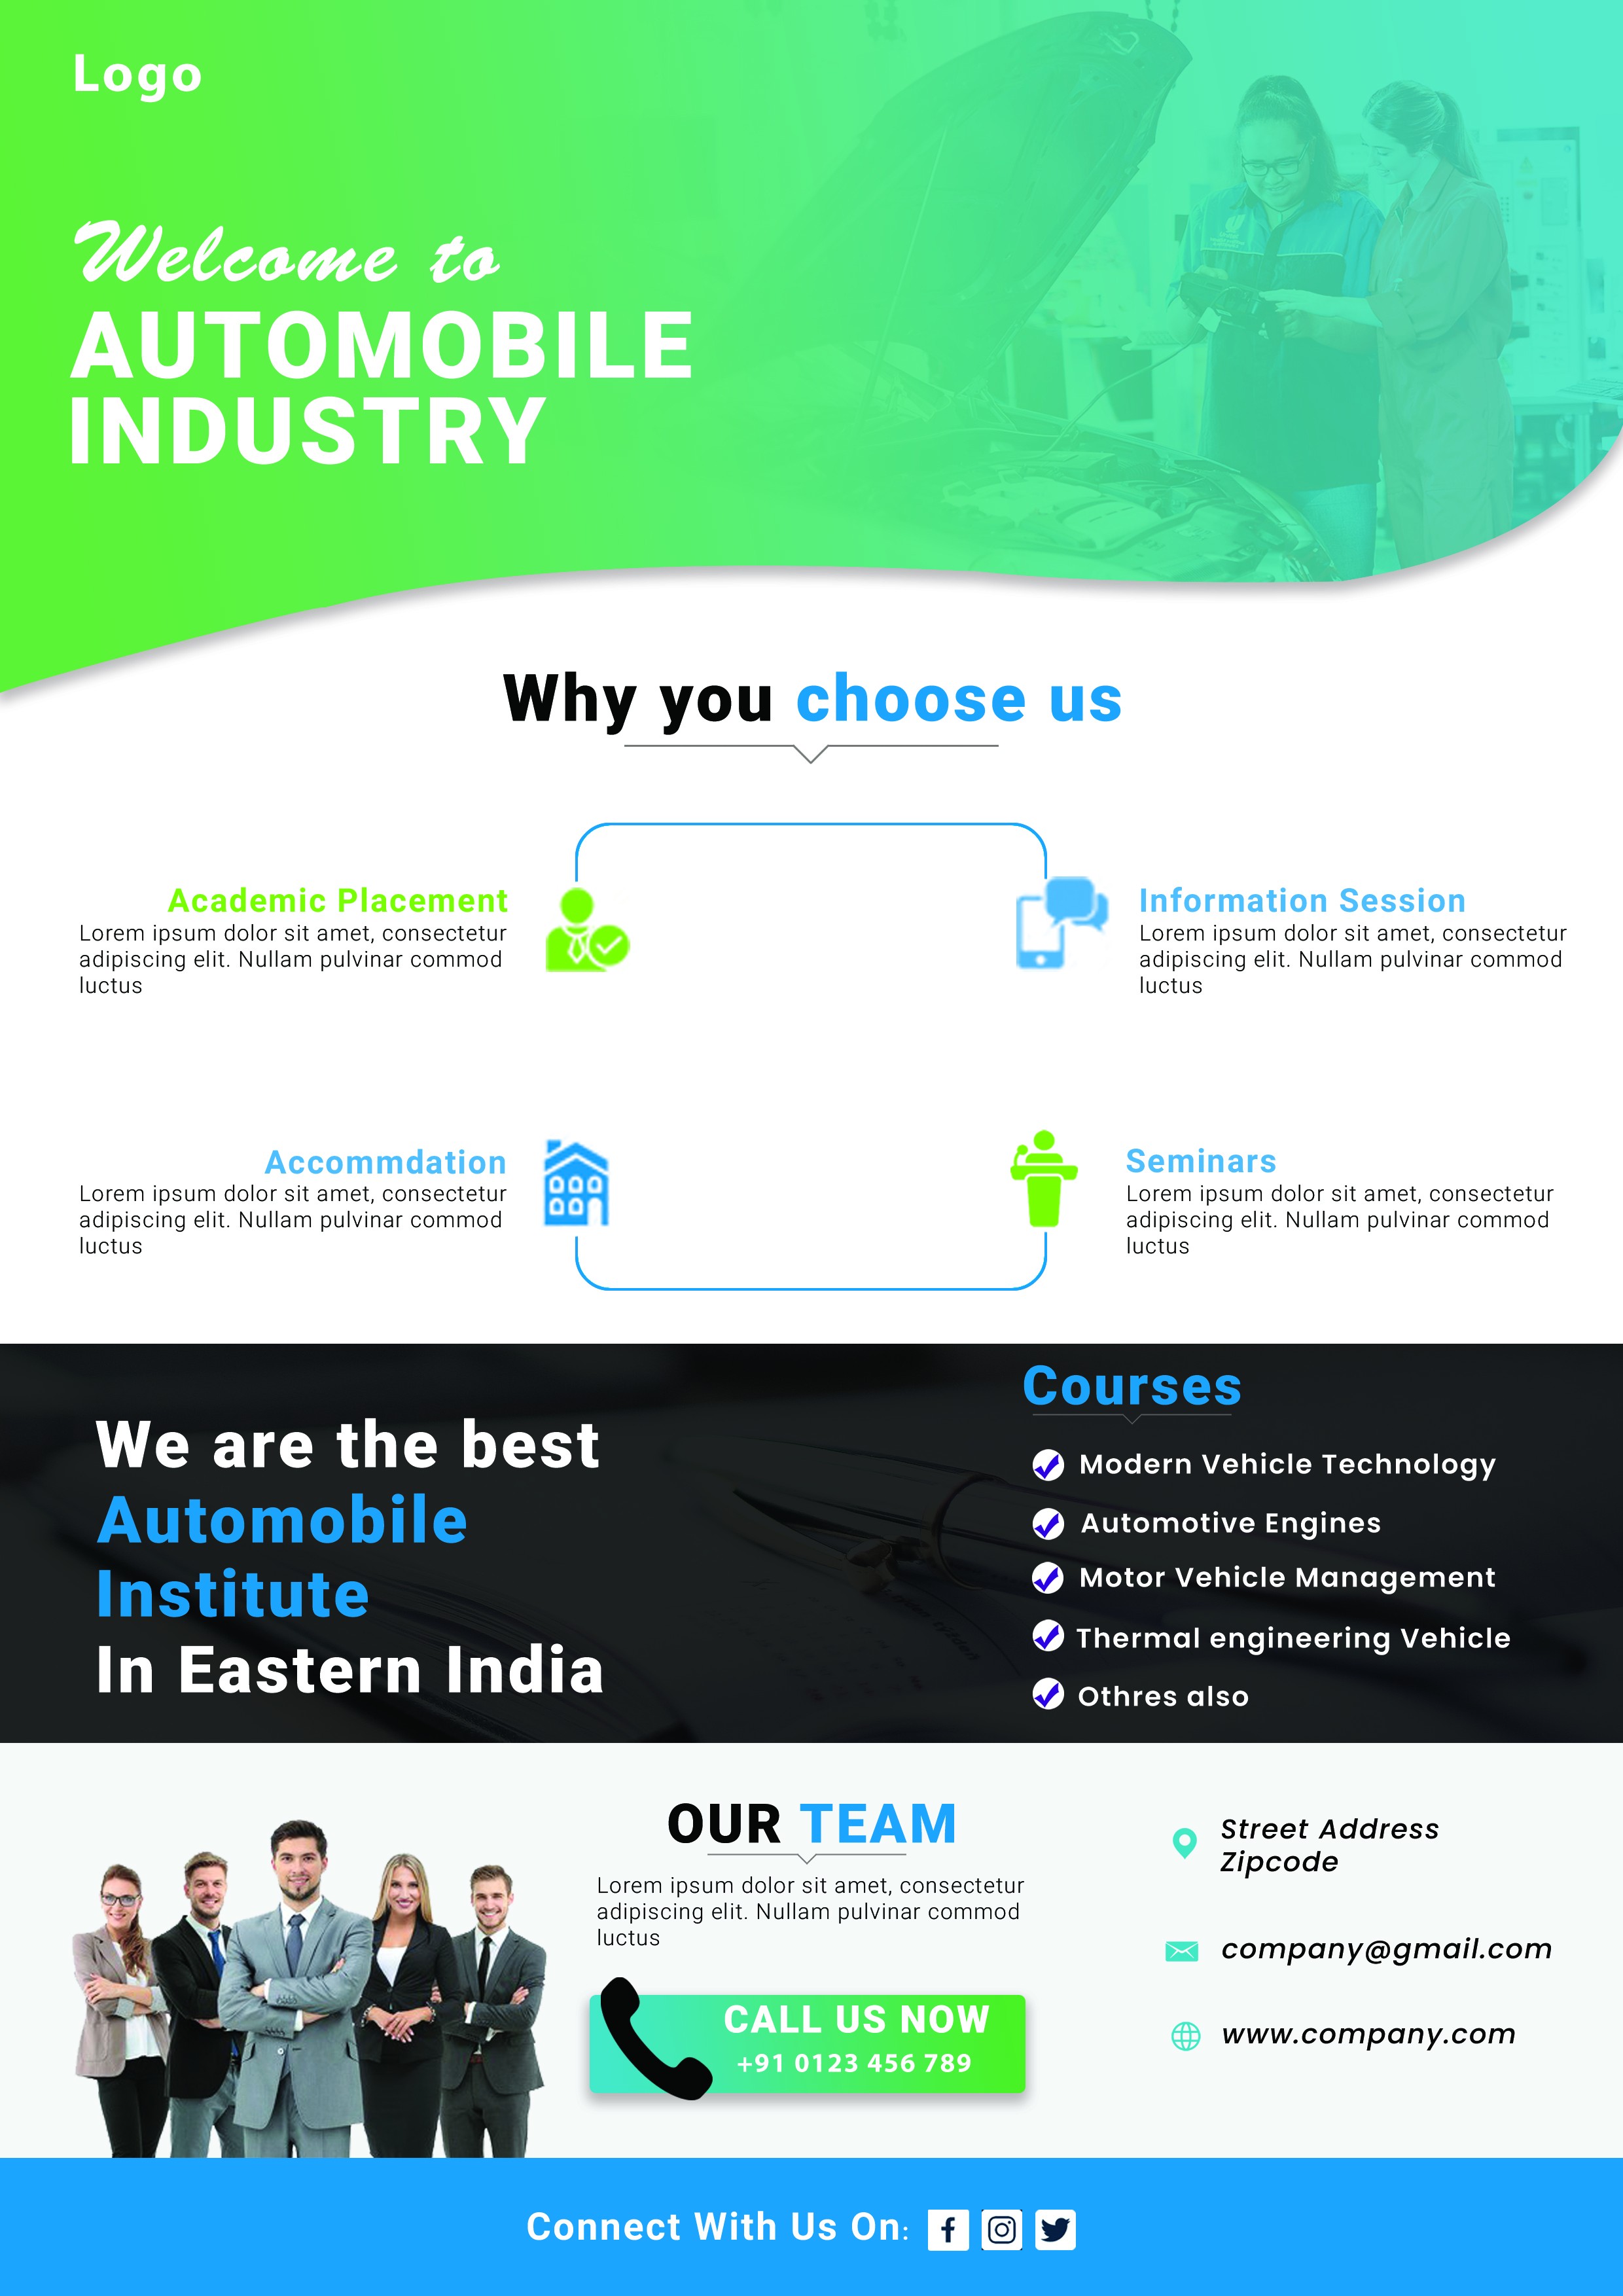 Logo
Welcome to
AUTOMOBILE
INDUSTRY
Why you choose us
Academic Placement
Lorem ipsum dolor sit amet, consectetur
adipiscing elit. Nullam pulvinar commod
luctus
Information Session
Lorem ipsum dolor sit amet, consectetur
adipiscing elit. Nullam pulvinar commod
luctus
Accommdation
Lorem ipsum dolor sit amet, consectetur
adipiscing elit. Nullam pulvinar commod
luctus
Seminars
Lorem ipsum dolor sit amet, consectetur
adipiscing elit. Nullam pulvinar commod
luctus
We are the best
Automobile
Institute
In Eastern India
Courses
Modern Vehicle Technology
Automotive Engines
Motor Vehicle Management
Thermal engineering Vehicle
Othres also
OUR TEAM
Lorem ipsum dolor sit amet, consectetur
adipiscing elit. Nullam pulvinar commod
luctus
CALL US NOW
+91 0123 456 789
Street Address
Zipcode
company@gmail.com
www.company.com
Connect With Us On: